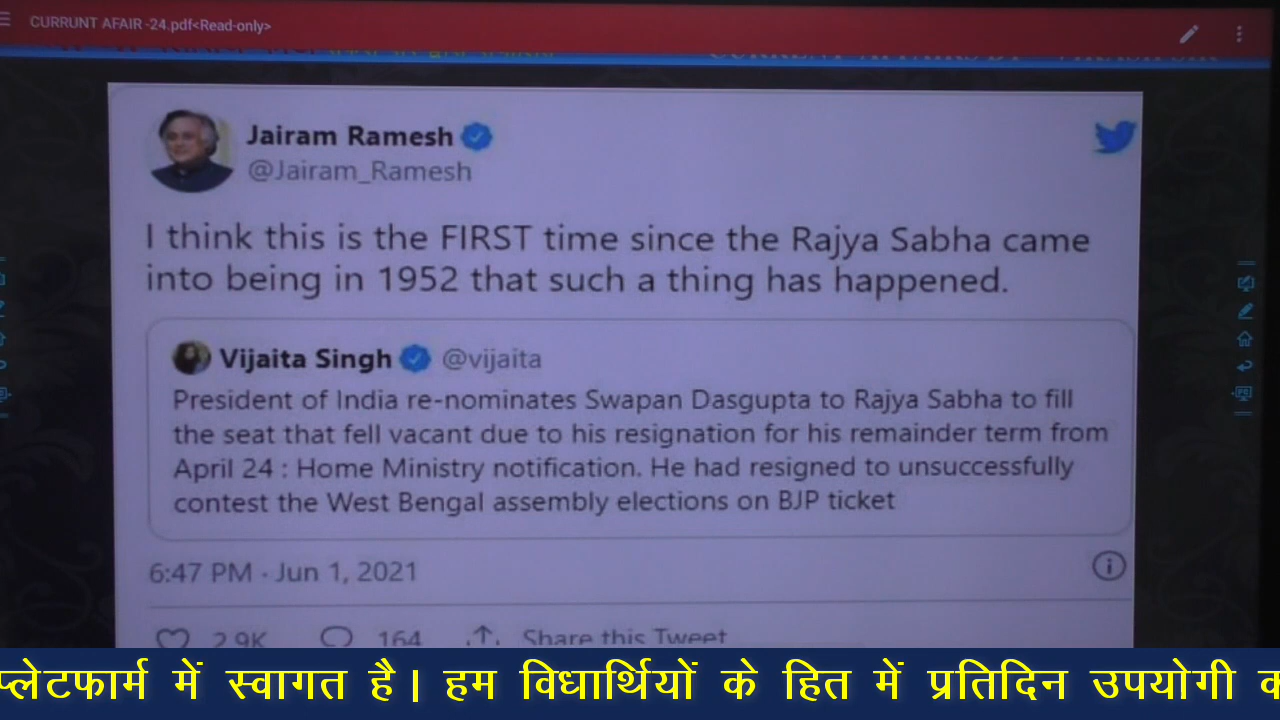 CURRUNT AFAIR -24.pdf<Read-only>
Jairam Ramesh
@Jairam_Ramesh
I think this is the FIRST time since the Rajya Sabha came
into being in 1952 that such a thing has happened.
Vijaita Singh @vijaita
President of India re-nominates Swapan Dasgupta to Rajya Sabha to fill
the seat that fell vacant due to his resignation for his remainder term from
April 24 : Home Ministry notification. He had resigned to unsuccessfully
contest the West Bengal assembly elections on BJP ticket
6:47 PM · Jun 1, 2021
2.9K 164 Share this Tweet
प्लेटफार्म में स्वागत है| हम विधार्थियों के हित में प्रतिदिन उपयोगी